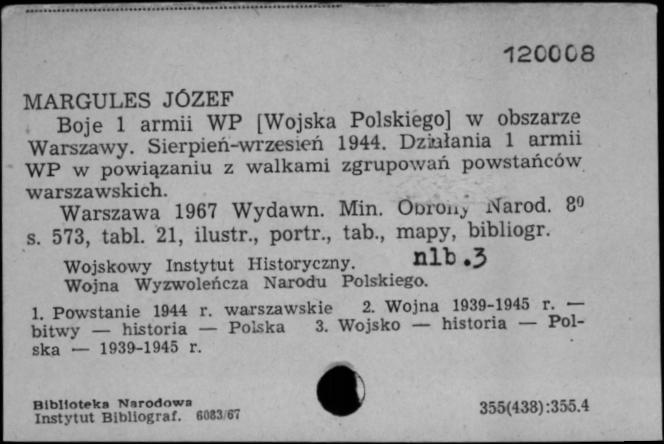 120008
MARGULES JÓZEF
Boje 1 armii WP [Wojska Polskiego] w obszarze
Warszawy. Sierpień-wrzesień 1944. Działania 1 armii
WP w powiązaniu z walkami zgrupowań powstańców
warszawskich.
Warszawa 1967 Wydawn. Min. Obrony Narod. 8⁰
s. 573, tabl. 21, ilustr., portr., tab., mapy, bibliogr.
nlb.3
Wojskowy Instytut Historyczny.
Wojna Wyzwoleńcza Narodu Polskiego.
1. Powstanie 1944 r. warszawskie 2. Wojna 1939-1945 r. —
bitwy — historia — Polska 3. Wojsko — historia — Pol-
ska — 1939-1945 r.
Biblioteka Narodowa
Instytut Bibliograf. 6083/67
355(438):355.4